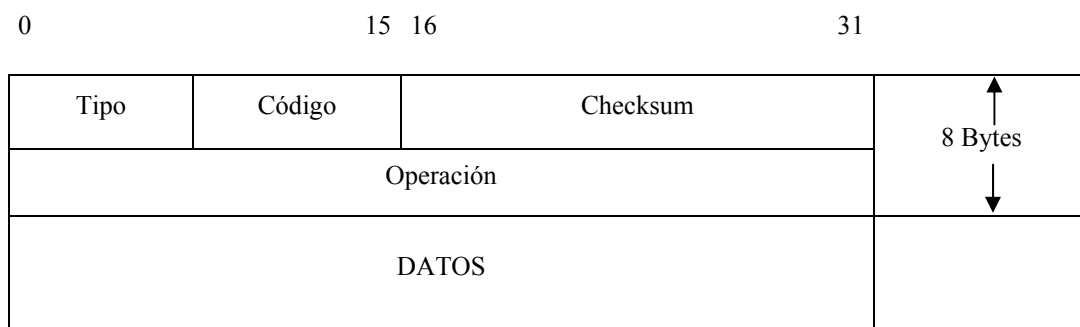 0 15 16 31
Tipo Código Checksum
8 Bytes
Operación
DATOS